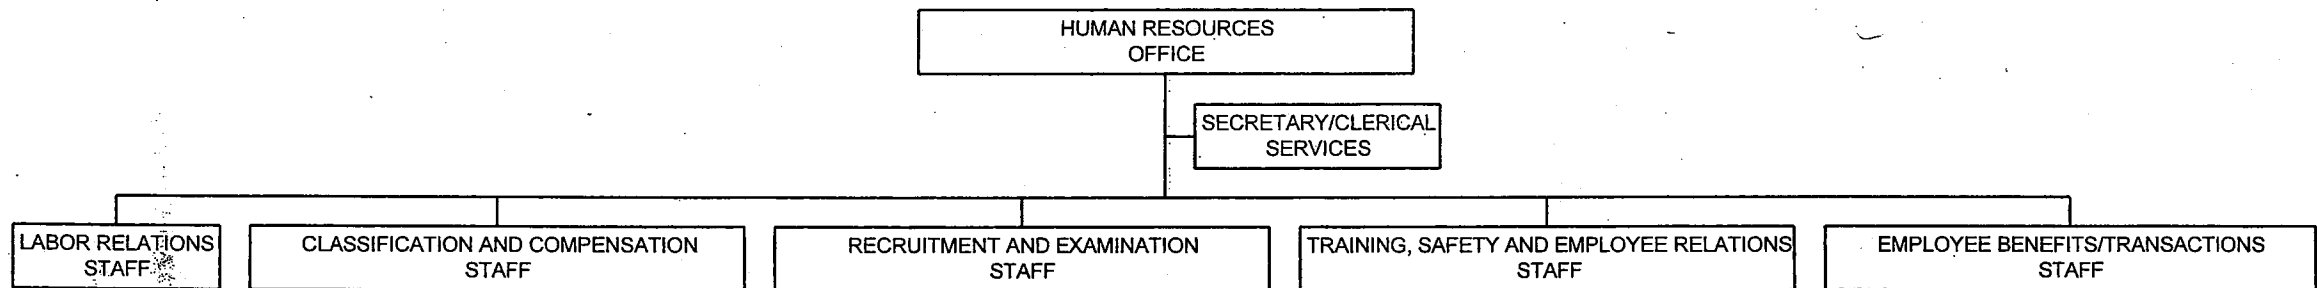 HUMAN RESOURCES
OFFICE
SECRETARY/CLERICAL
SERVICES
LABOR RELATIONS
STAFF
CLASSIFICATION AND COMPENSATION
STAFF
RECRUITMENT AND EXAMINATION
STAFF
TRAINING, SAFETY AND EMPLOYEE RELATIONS
STAFF
EMPLOYEE BENEFITS/TRANSACTIONS
STAFF